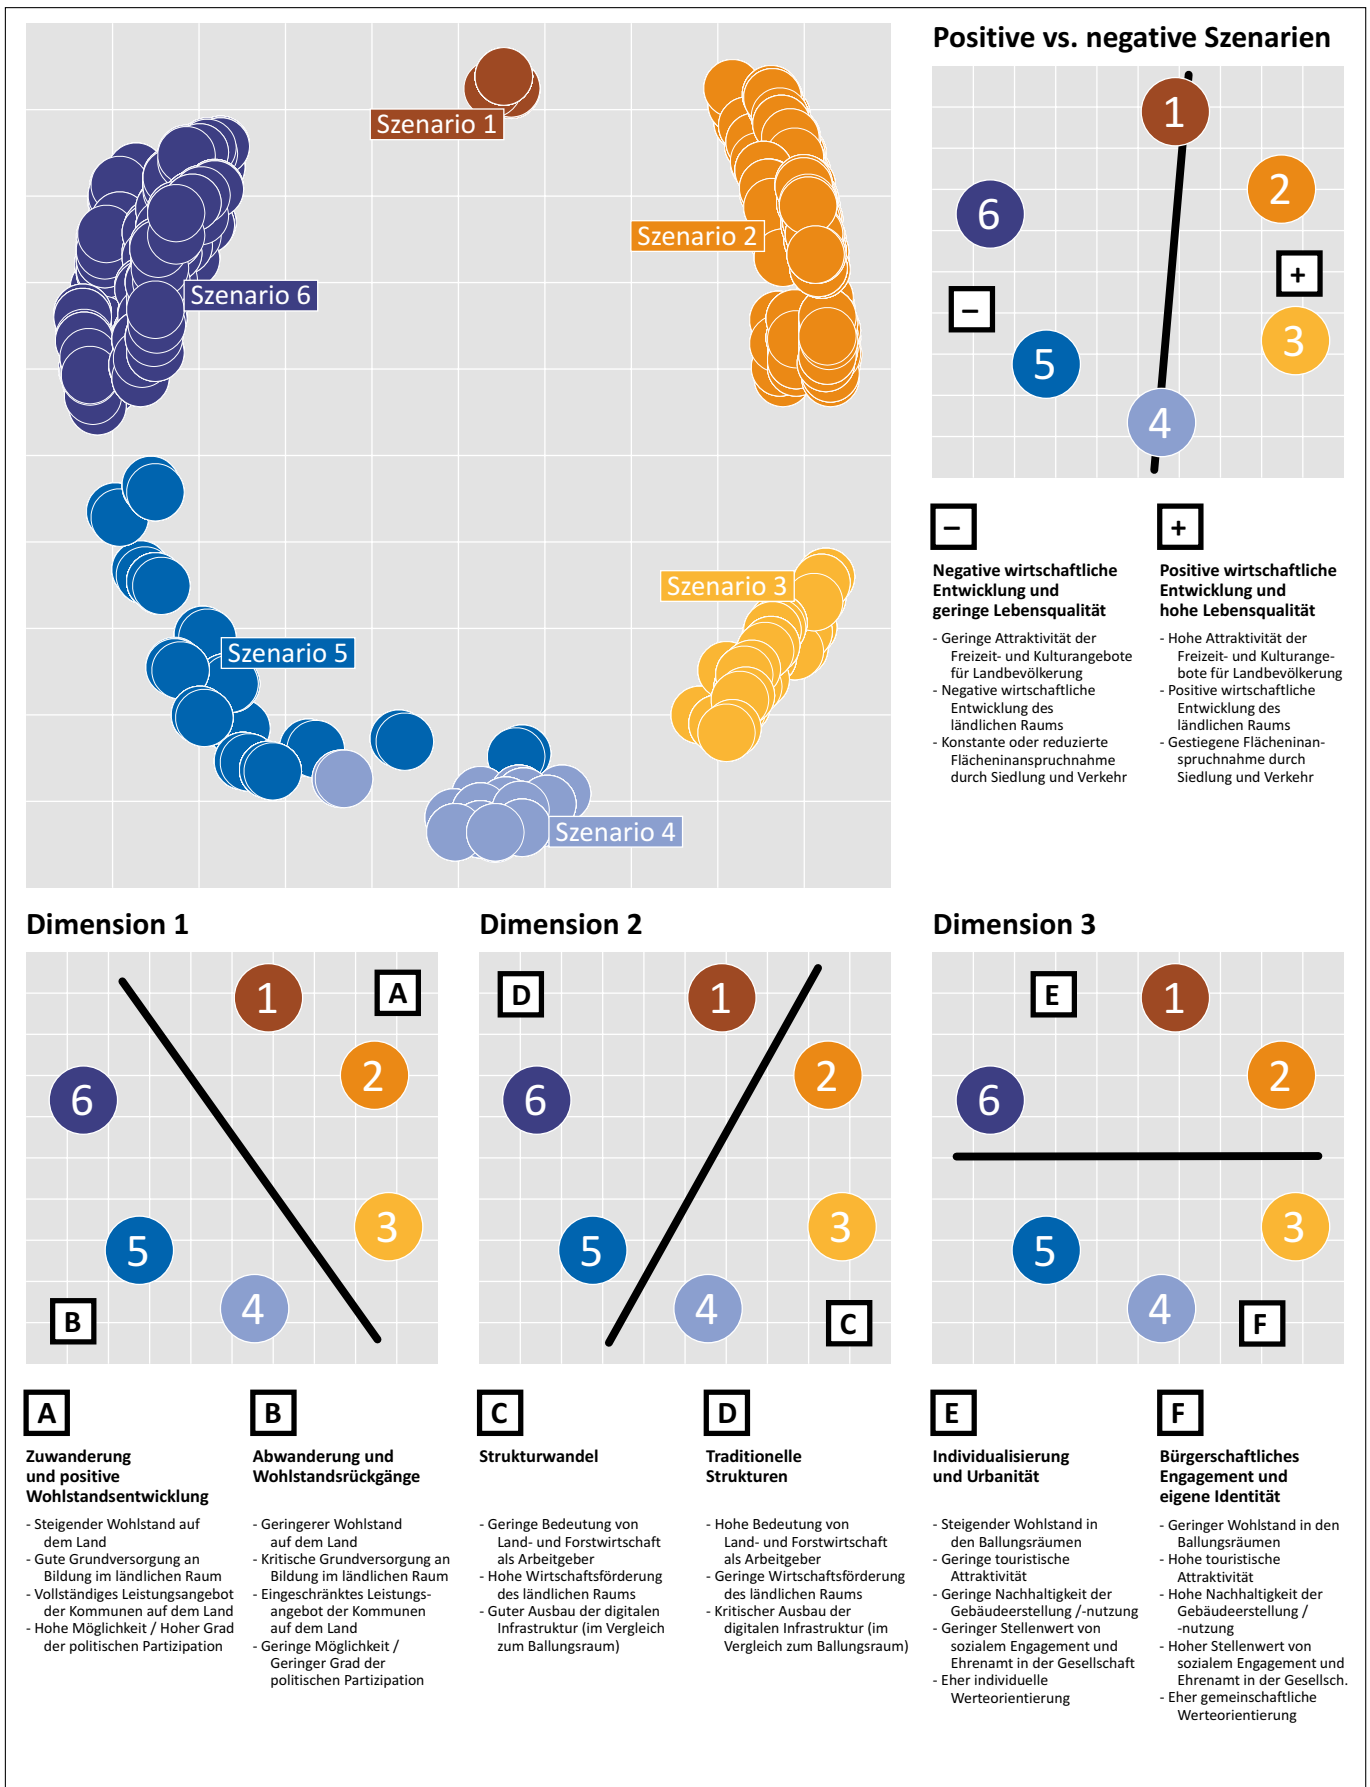 Szenario 1
Szenario 2
Szenario 6
Szenario 3
Szenario 5
Szenario 4
Positive vs. negative Szenarien
1
2
6
+
–
3
5
4
–
Negative wirtschaftliche
Entwicklung und
geringe Lebensqualität
- Geringe Attraktivität der
Freizeit- und Kulturangebote
für Landbevölkerung
- Negative wirtschaftliche
Entwicklung des
ländlichen Raums
- Konstante oder reduzierte
Flächeninanspruchnahme
durch Siedlung und Verkehr
+
Positive wirtschaftliche
Entwicklung und
hohe Lebensqualität
- Hohe Attraktivität der
Freizeit- und Kulturange-
bote für Landbevölkerung
- Positive wirtschaftliche
Entwicklung des
ländlichen Raums
- Gestiegene Flächeninan-
spruchnahme durch
Siedlung und Verkehr
Dimension 1
1
A
2
6
3
5
4
B
Dimension 2
D
1
2
6
3
5
4
C
Dimension 3
E
1
2
6
3
5
4
F
A
Zuwanderung
und positive
Wohlstandsentwicklung
- Steigender Wohlstand auf
dem Land
- Gute Grundversorgung an
Bildung im ländlichen Raum
- Vollständiges Leistungsangebot
der Kommunen auf dem Land
- Hohe Möglichkeit / Hoher Grad
der politischen Partizipation
B
Abwanderung und
Wohlstandsrückgänge
- Geringerer Wohlstand
auf dem Land
- Kritische Grundversorgung an
Bildung im ländlichen Raum
- Eingeschränktes Leistungs-
angebot der Kommunen
auf dem Land
- Geringe Möglichkeit /
Geringer Grad der
politischen Partizipation
C
Strukturwandel
- Geringe Bedeutung von
Land- und Forstwirtschaft
als Arbeitgeber
- Hohe Wirtschaftsförderung
des ländlichen Raums
- Guter Ausbau der digitalen
Infrastruktur (im Vergleich
zum Ballungsraum)
D
Traditionelle
Strukturen
- Hohe Bedeutung von
Land- und Forstwirtschaft
als Arbeitgeber
- Geringe Wirtschaftsförderung
des ländlichen Raums
- Kritischer Ausbau der
digitalen Infrastruktur (im
Vergleich zum Ballungsraum)
E
Individualisierung
und Urbanität
- Steigender Wohlstand in
den Ballungsräumen
- Geringe touristische
Attraktivität
- Geringe Nachhaltigkeit der
Gebäudeerstellung /-nutzung
- Geringer Stellenwert von
sozialem Engagement und
Ehrenamt in der Gesellschaft
- Eher individuelle
Werteorientierung
F
Bürgerschaftliches
Engagement und
eigene Identität
- Geringer Wohlstand in den
Ballungsräumen
- Hohe touristische
Attraktivität
- Hohe Nachhaltigkeit der
Gebäudeerstellung /
-nutzung
- Hoher Stellenwert von
sozialem Engagement und
Ehrenamt in der Gesellsch.
- Eher gemeinschaftliche
Werteorientierung